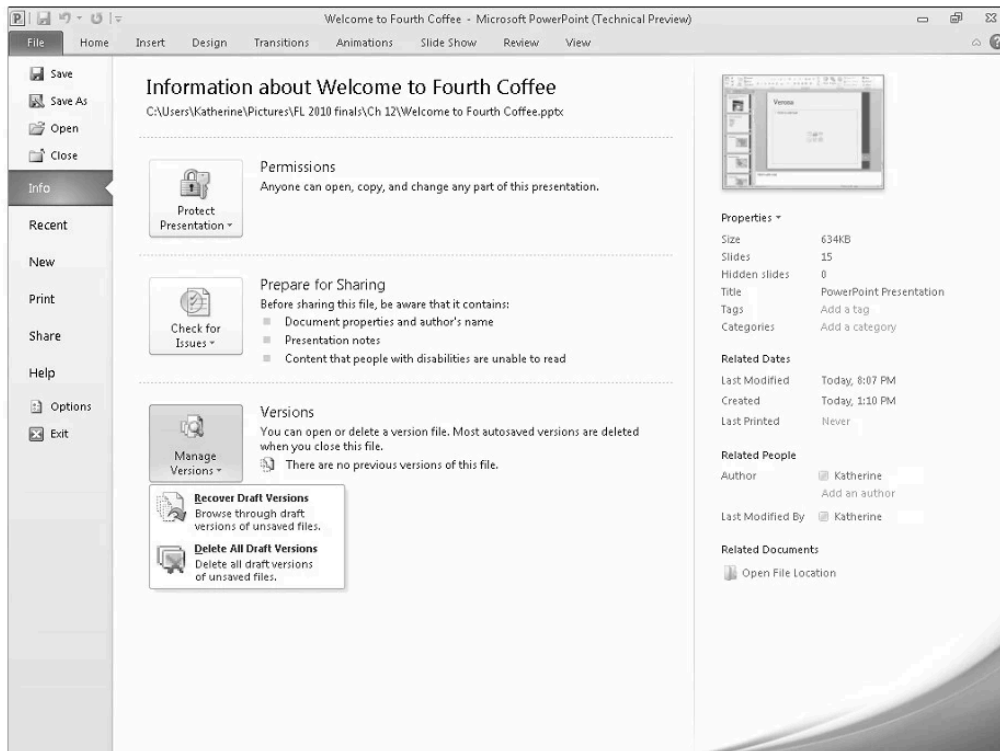 Welcome to Fourth Coffee - Microsoft PowerPoint (Technical Preview)
File Home Insert Design Transitions Animations Slide Show Review View
Save
Save As
Open
Close
Info
Recent
New
Print
Share
Help
Options
Exit
Information about Welcome to Fourth Coffee
C:\Users\Katherine\Pictures\FL 2010 finals\Ch 12\Welcome to Fourth Coffee.pptx
Protect
Presentation
Permissions
Anyone can open, copy, and change any part of this presentation.
Check for
Issues
Prepare for Sharing
Before sharing this file, be aware that it contains:
Document properties and author's name
Presentation notes
Content that people with disabilities are unable to read
Manage
Versions
Versions
You can open or delete a version file. Most autosaved versions are deleted
when you close this file.
There are no previous versions of this file.
Recover Draft Versions
Browse through draft
versions of unsaved files.
Delete All Draft Versions
Delete all draft versions
of unsaved files.
Verona
Properties
Size 634KB
Slides 15
Hidden slides 0
Title PowerPoint Presentation
Tags Add a tag
Categories Add a category
Related Dates
Last Modified Today, 8:07 PM
Created Today, 1:10 PM
Last Printed Never
Related People
Author Katherine
Add an author
Last Modified By Katherine
Related Documents
Open File Location